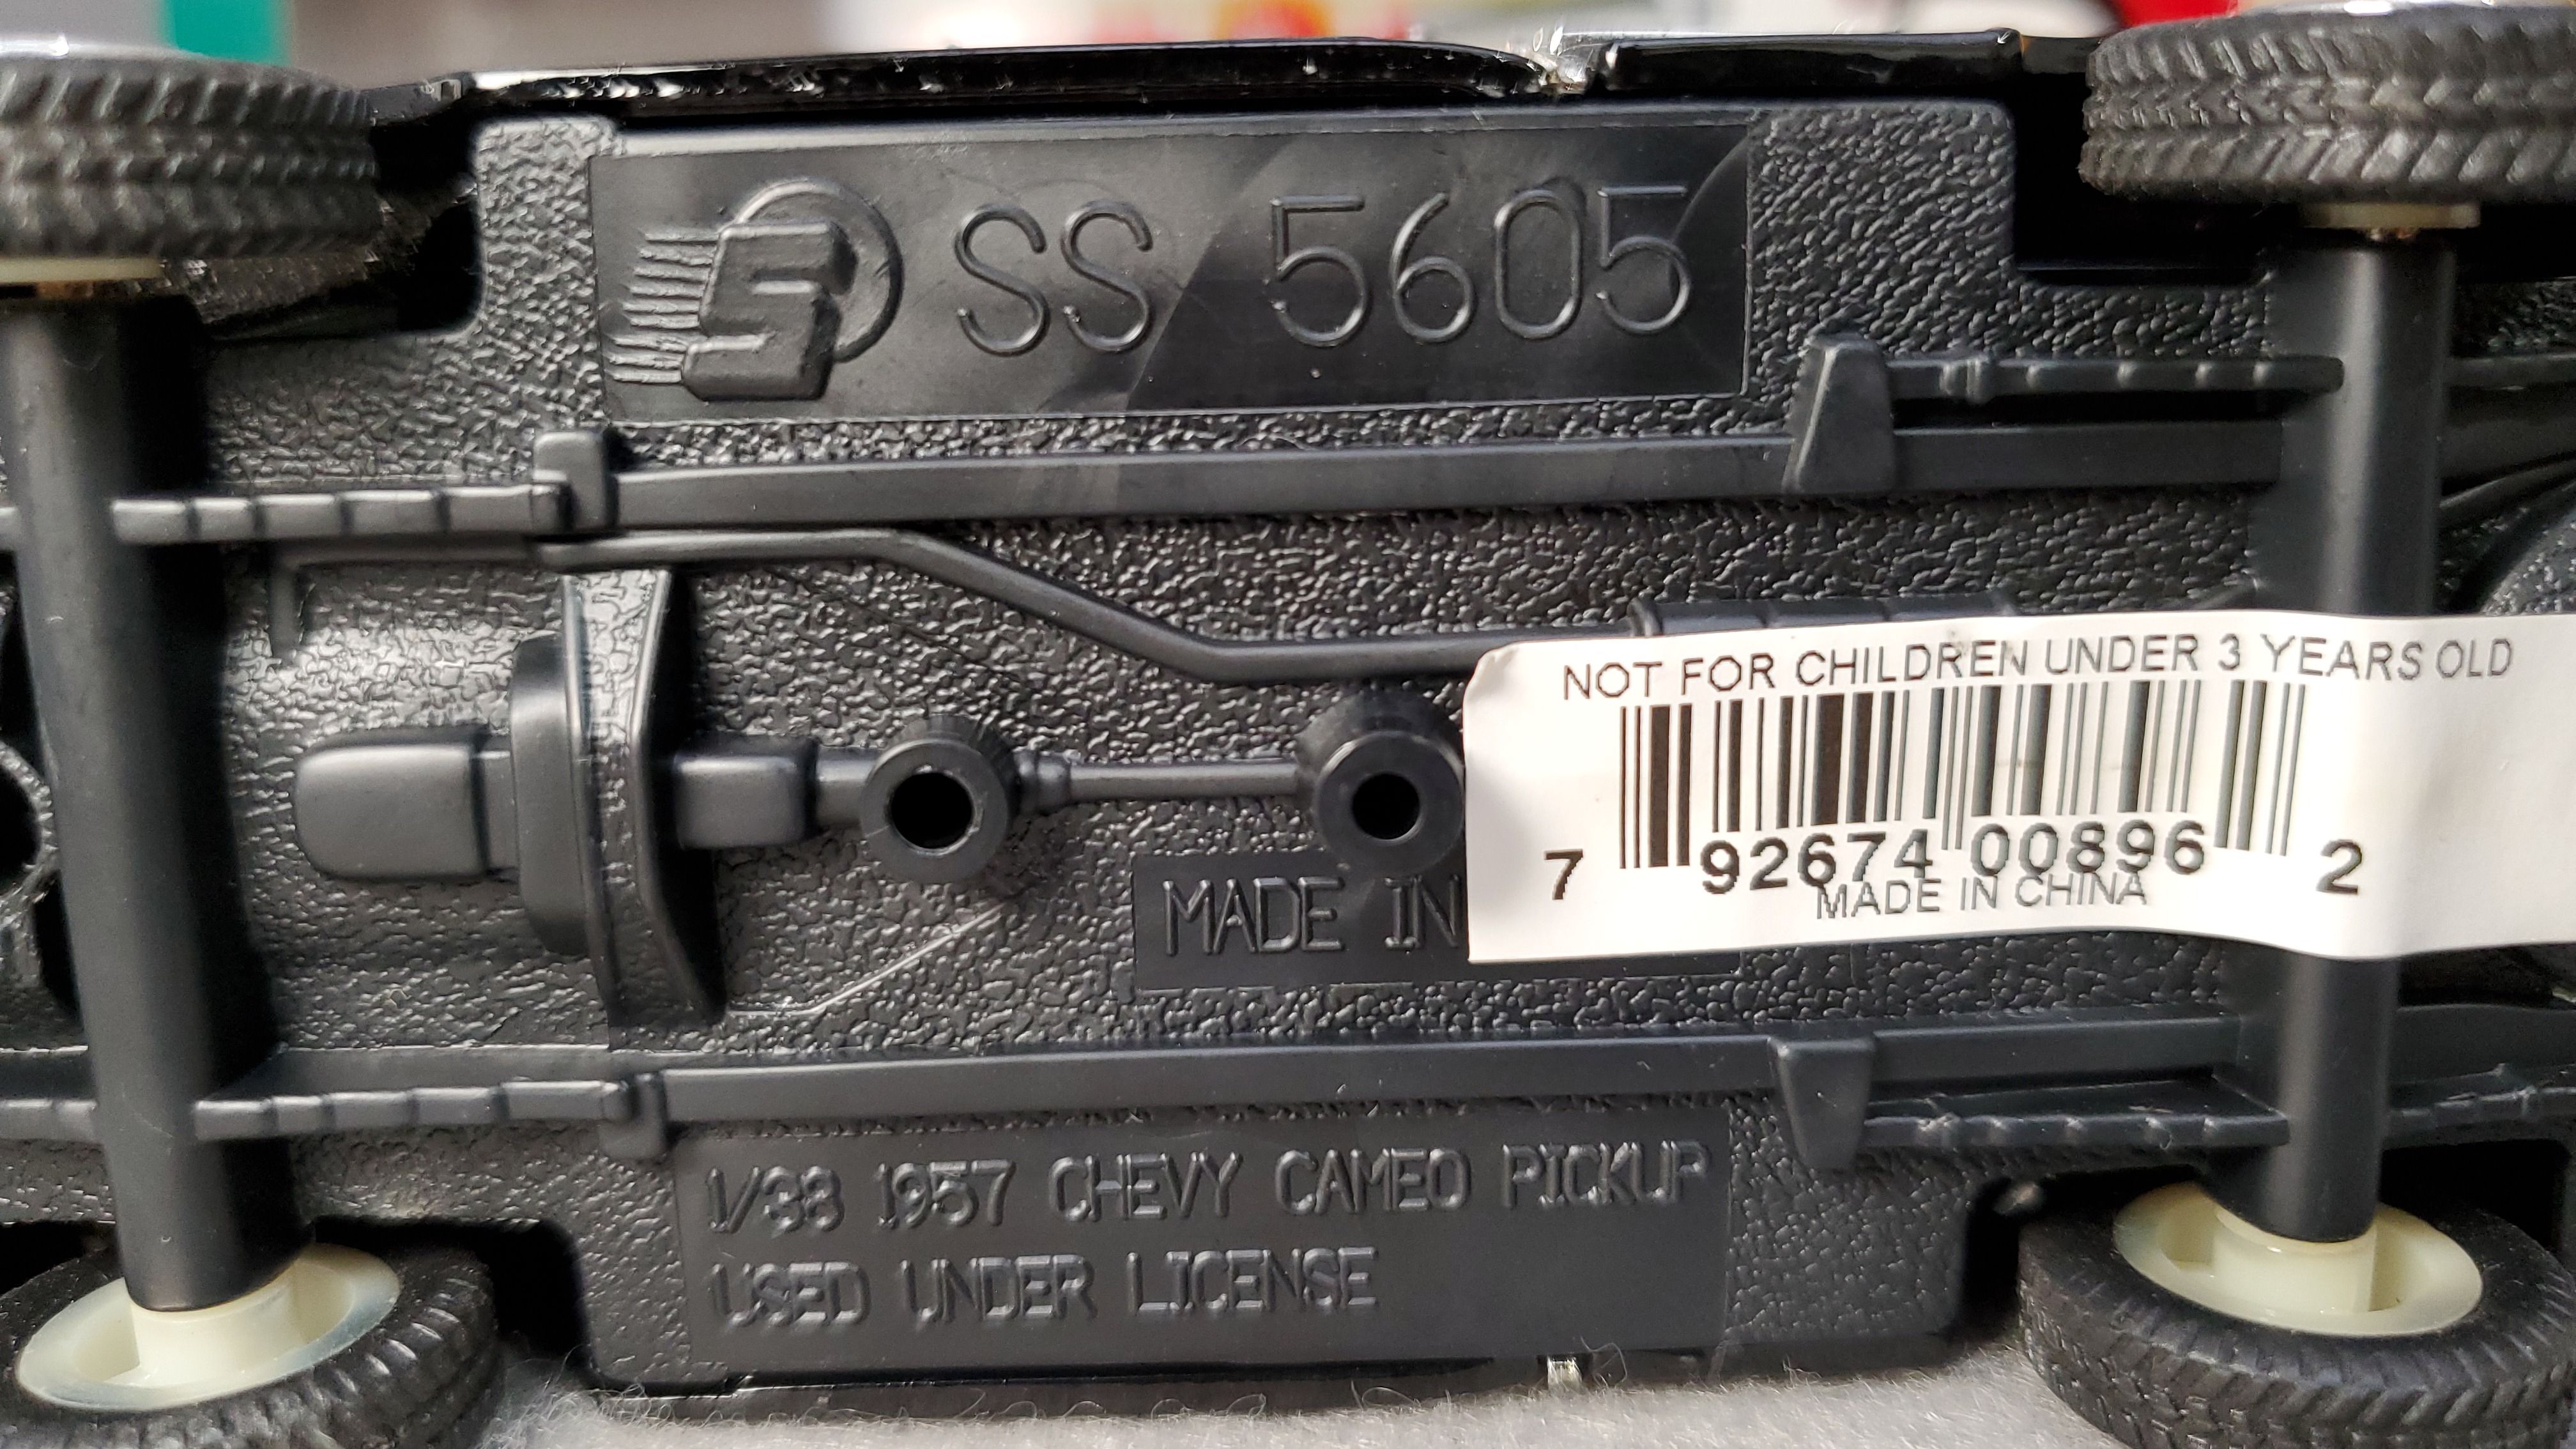 SS 5605
NOT FOR CHILDREN UNDER 3 YEARS OLD
7 92674 00896 2
MADE IN CHINA
MADE IN
1/38 1957 CHEVY CAMEO PICKUP
USED UNDER LICENSE